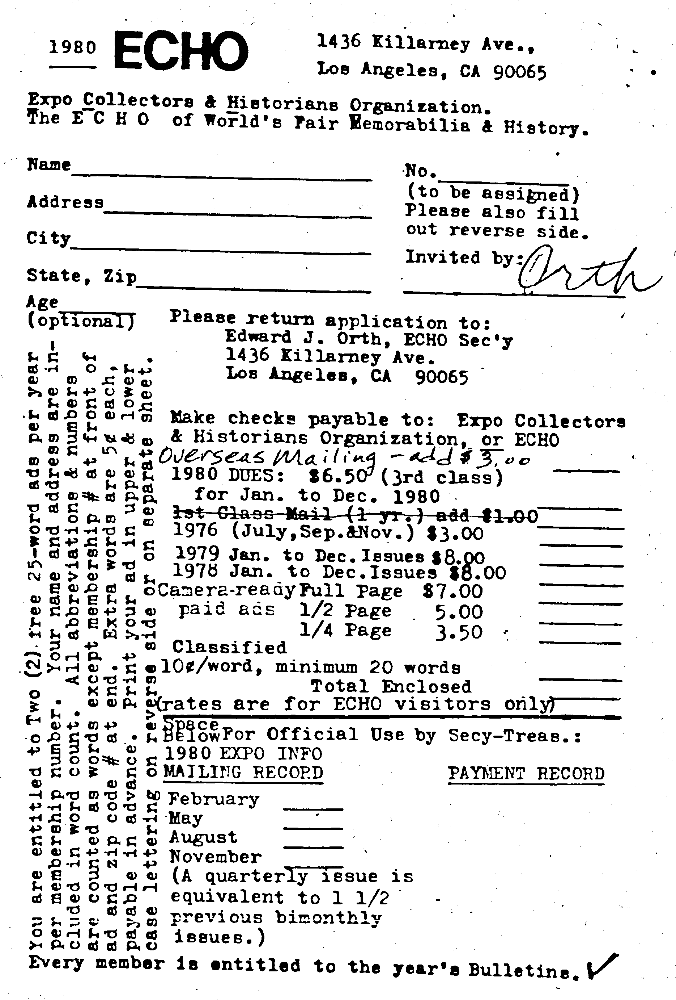 1980 ECHO
1436 Killarney Ave.,
Los Angeles, CA 90065
Expo Collectors & Historians Organization.
The E C H O of World's Fair Memorabilia & History.
Name
No.
(to be assigned)
Address
Please also fill
out reverse side.
City
Invited by: Orth
State, Zip
Age
(optional)
Please return application to:
Edward J. Orth, ECHO Sec'y
1436 Killarney Ave.
Los Angeles, CA 90065
Make checks payable to: Expo Collectors
& Historians Organization, or ECHO
Overseas Mailing - add $3.00
1980 DUES: $6.50 (3rd class)
for Jan. to Dec. 1980
1st Class Mail (1 yr.) add $1.00
1976 (July,Sep.&Nov.) $3.00
1979 Jan. to Dec.Issues $8.00
1978 Jan. to Dec.Issues $8.00
Camera-ready Full Page $7.00
paid ads 1/2 Page 5.00
1/4 Page 3.50
Classified
10¢/word, minimum 20 words
Total Enclosed
(rates are for ECHO visitors only)
Space
Below For Official Use by Secy-Treas.:
1980 EXPO INFO
MAILING RECORD
PAYMENT RECORD
February
May
August
November
(A quarterly issue is
equivalent to 1 1/2
previous bimonthly
issues.)
You are entitled to Two (2) free 25-word ads per year
per membership number. Your name and address are in-
cluded in word count. All abbreviations & numbers
are counted as words except membership # at front of
ad and zip code # at end. Extra words are 5¢ each,
payable in advance. Print your ad in upper & lower
case lettering on reverse side or on separate sheet.
Every member is entitled to the year's Bulletins. ✓